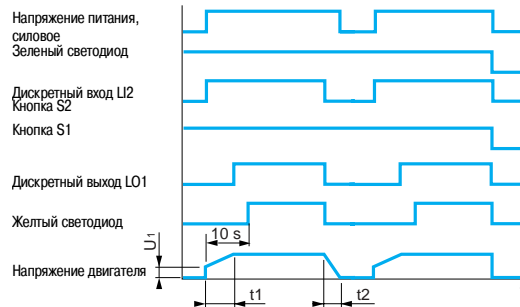 Напряжение питания,
силовое
Зеленый светодиод
Дискретный вход LI2
Кнопка S2
Кнопка S1
Дискретный выход LO1
Желтый светодиод
10 s
U1
Напряжение двигателя
t1
t2